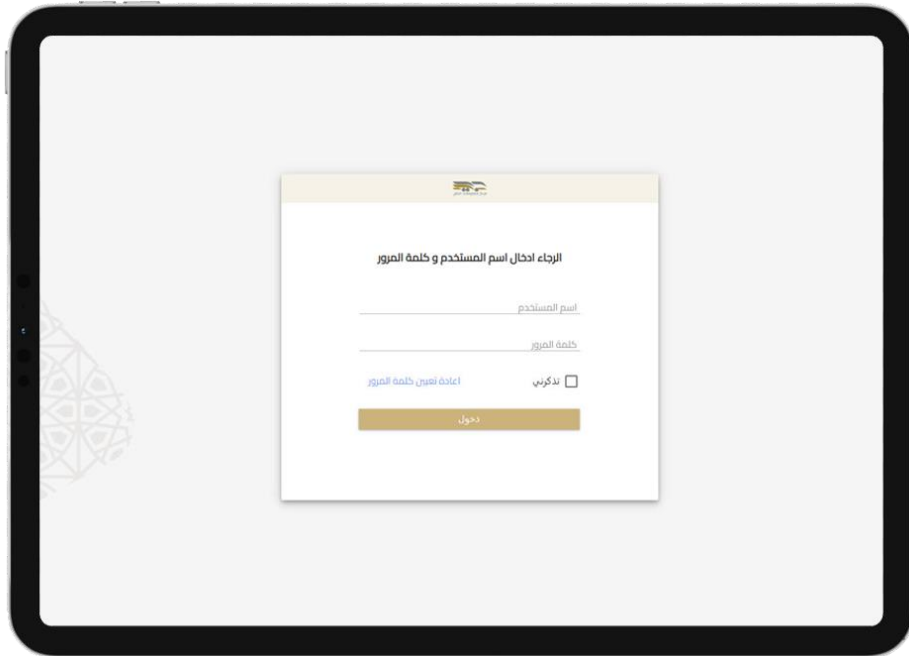 الرجاء ادخال اسم المستخدم و كلمة المرور
اسم المستخدم
كلمة المرور
تذكرني
اعادة تعيين كلمة المرور
دخول